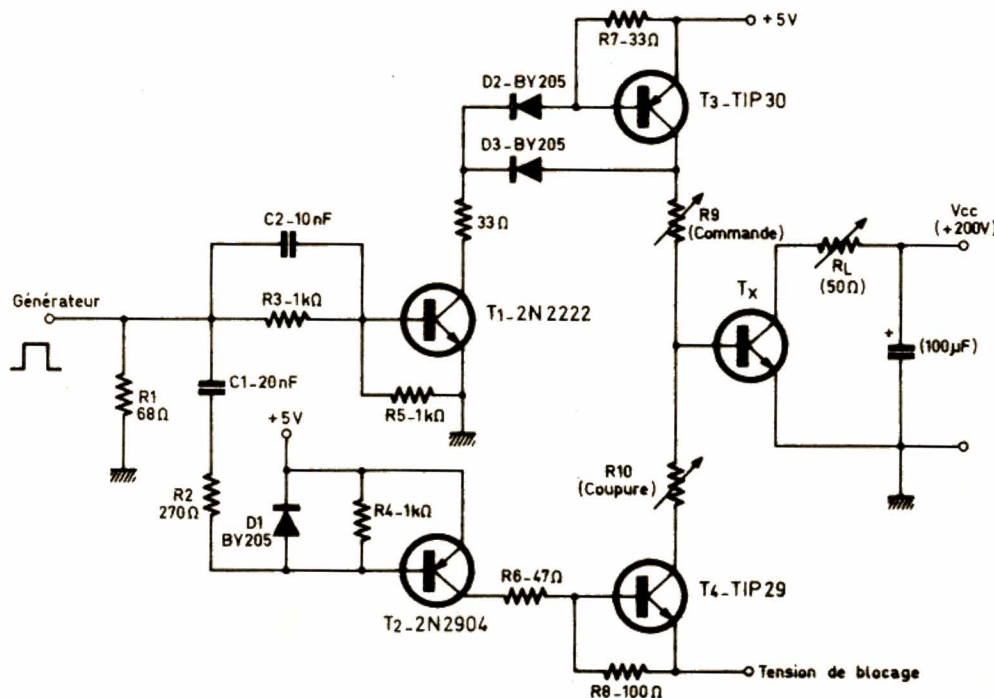 +5V
R7-33Ω
D2-BY205
T3-TIP30
D3-BY205
C2-10nF
33Ω
R9
(Commande)
Vcc
(+200V)
RL
(50Ω)
Générateur
R3-1kΩ
T1-2N2222
Tx
+
(100µF)
C1-20nF
R1
68Ω
R5-1kΩ
+5V
R10
(Coupure)
R2
270Ω
D1
BY205
R4-1kΩ
R6-47Ω
T4-TIP29
T2-2N2904
Tension de blocage
R8-100Ω